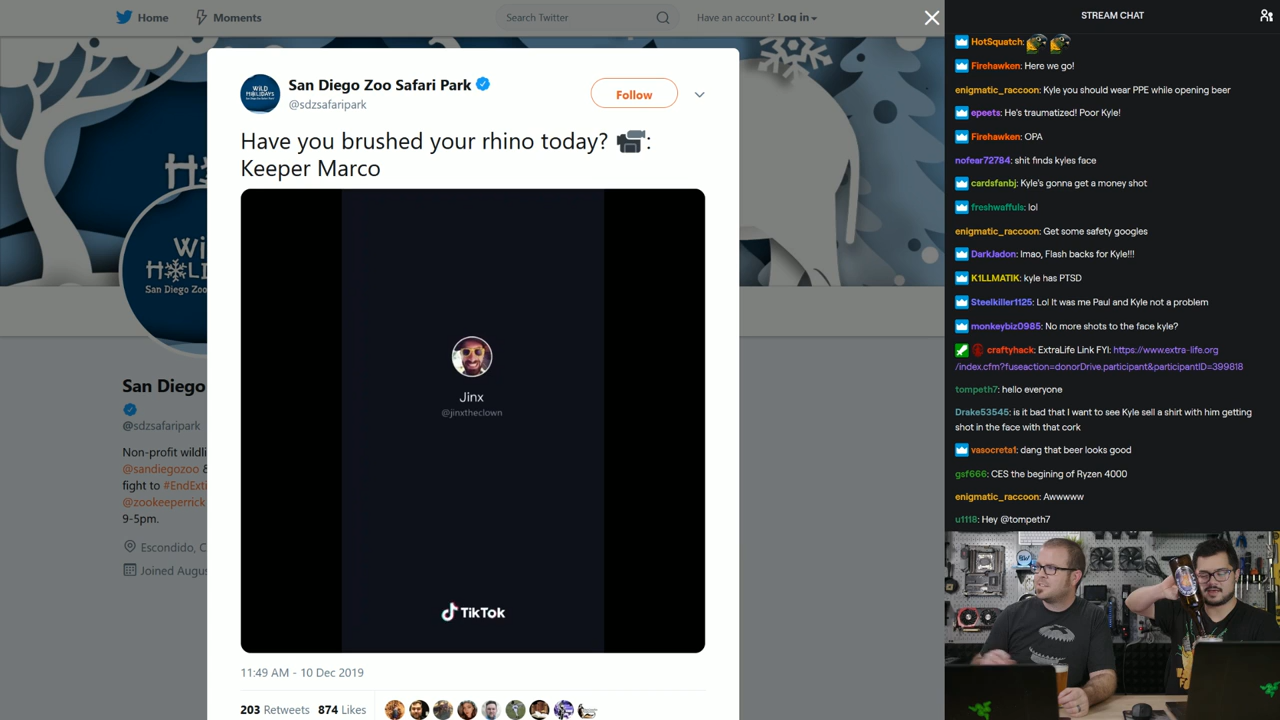 Home
Moments
Search Twitter
Have an account? Log in
San Diego Zoo Safari Park
@sdzsafaripark
Follow
Have you brushed your rhino today? :
Keeper Marco
Jinx
@jinxtheclown
TikTok
11:49 AM - 10 Dec 2019
203 Retweets 874 Likes
WiLD
HOLiDAYS
San Diego Zoo
San Diego
@sdzsafaripark
Non-profit wildli
@sandiegozoo &
fight to #EndExti
@zookeeperrick
9-5pm.
Escondido, C
Joined Augu
STREAM CHAT
HotSquatch:
Firehawken: Here we go!
enigmatic_raccoon: Kyle you should wear PPE while opening beer
epeets: He's traumatized! Poor Kyle!
Firehawken: OPA
nofear72784: shit finds kyles face
cardsfanbj: Kyle's gonna get a money shot
freshwaffuls: lol
enigmatic_raccoon: Get some safety googles
DarkJadon: lmao, Flash backs for Kyle!!!
K1LLMATIK: kyle has PTSD
Steelkiller1125: Lol It was me Paul and Kyle not a problem
monkeybiz0985: No more shots to the face kyle?
craftyhack: ExtraLife Link FYI: https://www.extra-life.org
/index.cfm?fuseaction=donorDrive.participant&participantID=399818
tompeth7: hello everyone
Drake53545: is it bad that I want to see Kyle sell a shirt with him getting
shot in the face with that cork
vasocreta1: dang that beer looks good
gsf666: CES the begining of Ryzen 4000
enigmatic_raccoon: Awwwww
u1118: Hey @tompeth7